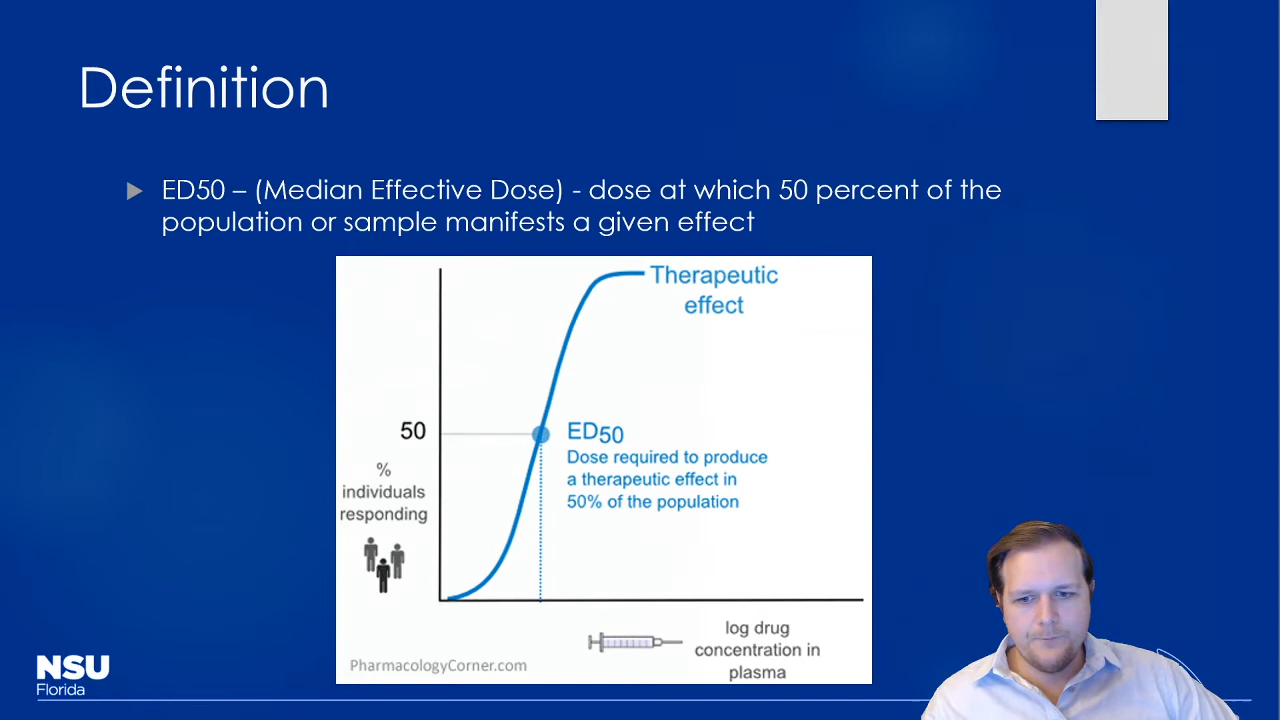 Definition
ED50 – (Median Effective Dose) - dose at which 50 percent of the
population or sample manifests a given effect
Therapeutic
effect
50
ED50
Dose required to produce
a therapeutic effect in
50% of the population
%
individuals
responding
log drug
concentration in
plasma
PharmacologyCorner.com
NSU
Florida